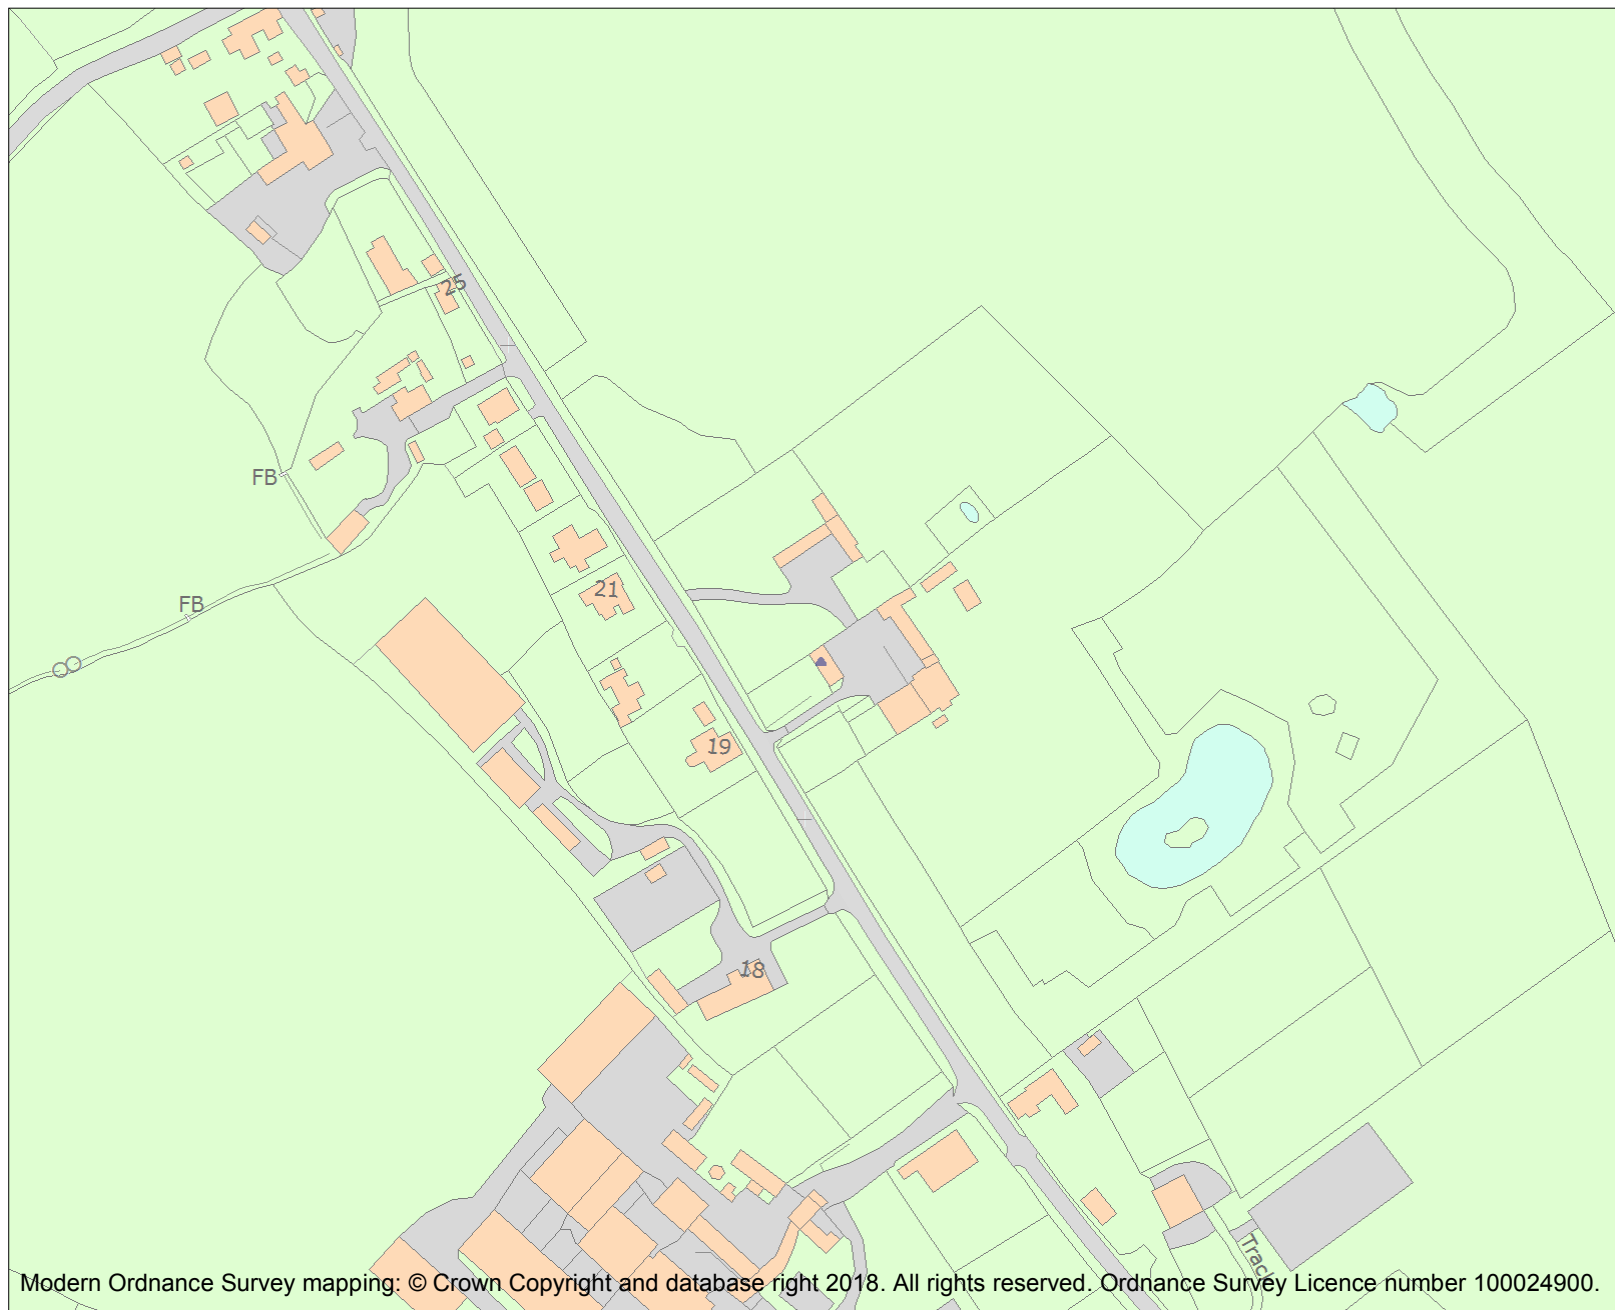 25
FB
FB
21
19
18
Track
Modern Ordnance Survey mapping: © Crown Copyright and database right 2018. All rights reserved. Ordnance Survey Licence number 100024900.